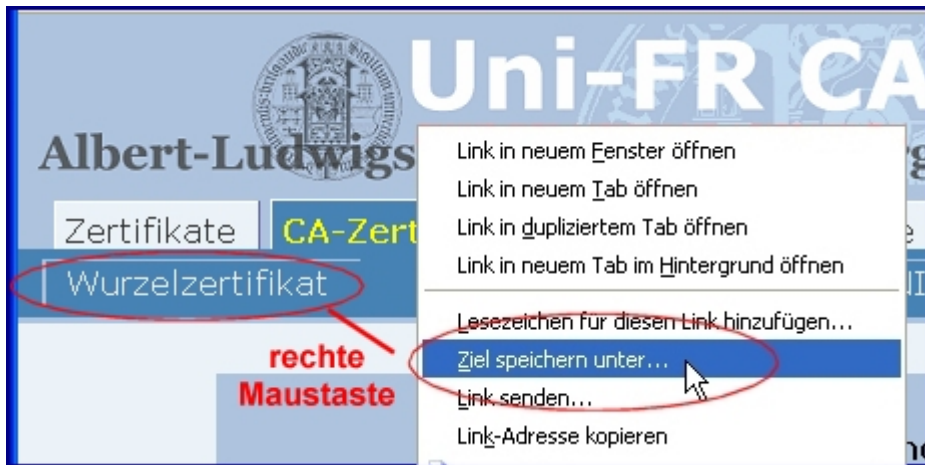 Uni-FR CA
Albert-Ludwigs
Zertifikate
CA-Zert
Wurzelzertifikat
rechte
Maustaste
Link in neuem Fenster öffnen
Link in neuem Tab öffnen
Link in dupliziertem Tab öffnen
Link in neuem Tab im Hintergrund öffnen
Lesezeichen für diesen Link hinzufügen...
Ziel speichern unter...
Link senden...
Link-Adresse kopieren